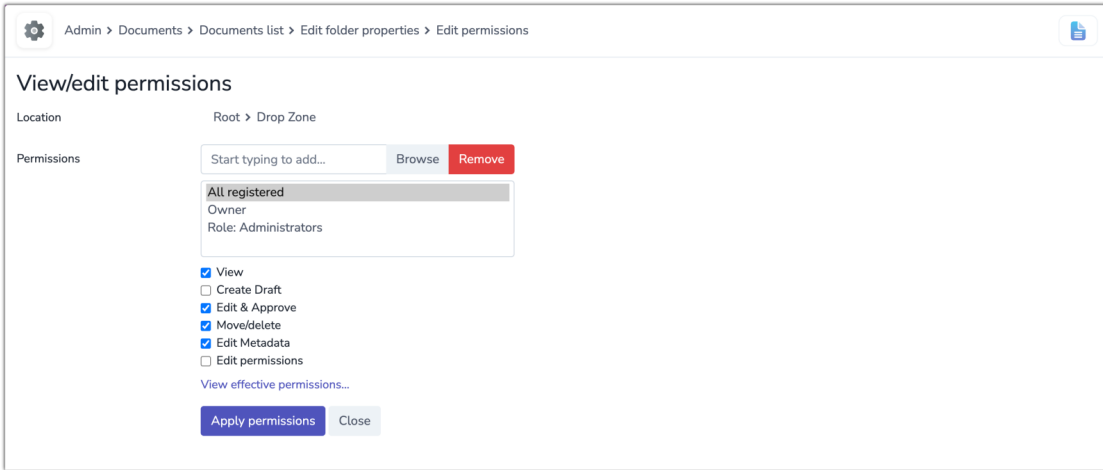 Admin > Documents > Documents list > Edit folder properties > Edit permissions
View/edit permissions
Location Root > Drop Zone
Permissions Start typing to add... Browse Remove
All registered
Owner
Role: Administrators
View
Create Draft
Edit & Approve
Move/delete
Edit Metadata
Edit permissions
View effective permissions...
Apply permissions Close